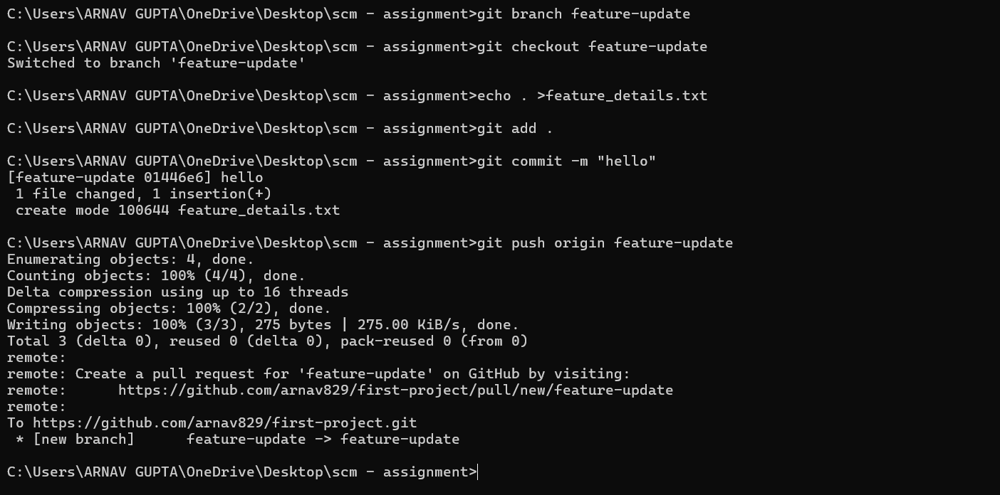 C:\Users\ARNAV GUPTA\OneDrive\Desktop\scm - assignment>git branch feature-update
C:\Users\ARNAV GUPTA\OneDrive\Desktop\scm - assignment>git checkout feature-update
Switched to branch 'feature-update'
C:\Users\ARNAV GUPTA\OneDrive\Desktop\scm - assignment>echo . >feature_details.txt
C:\Users\ARNAV GUPTA\OneDrive\Desktop\scm - assignment>git add .
C:\Users\ARNAV GUPTA\OneDrive\Desktop\scm - assignment>git commit -m "hello"
[feature-update 01446e6] hello
 1 file changed, 1 insertion(+)
 create mode 100644 feature_details.txt
C:\Users\ARNAV GUPTA\OneDrive\Desktop\scm - assignment>git push origin feature-update
Enumerating objects: 4, done.
Counting objects: 100% (4/4), done.
Delta compression using up to 16 threads
Compressing objects: 100% (2/2), done.
Writing objects: 100% (3/3), 275 bytes | 275.00 KiB/s, done.
Total 3 (delta 0), reused 0 (delta 0), pack-reused 0 (from 0)
remote:
remote: Create a pull request for 'feature-update' on GitHub by visiting:
remote:      https://github.com/arnav829/first-project/pull/new/feature-update
remote:
To https://github.com/arnav829/first-project.git
 * [new branch]      feature-update -> feature-update
C:\Users\ARNAV GUPTA\OneDrive\Desktop\scm - assignment>